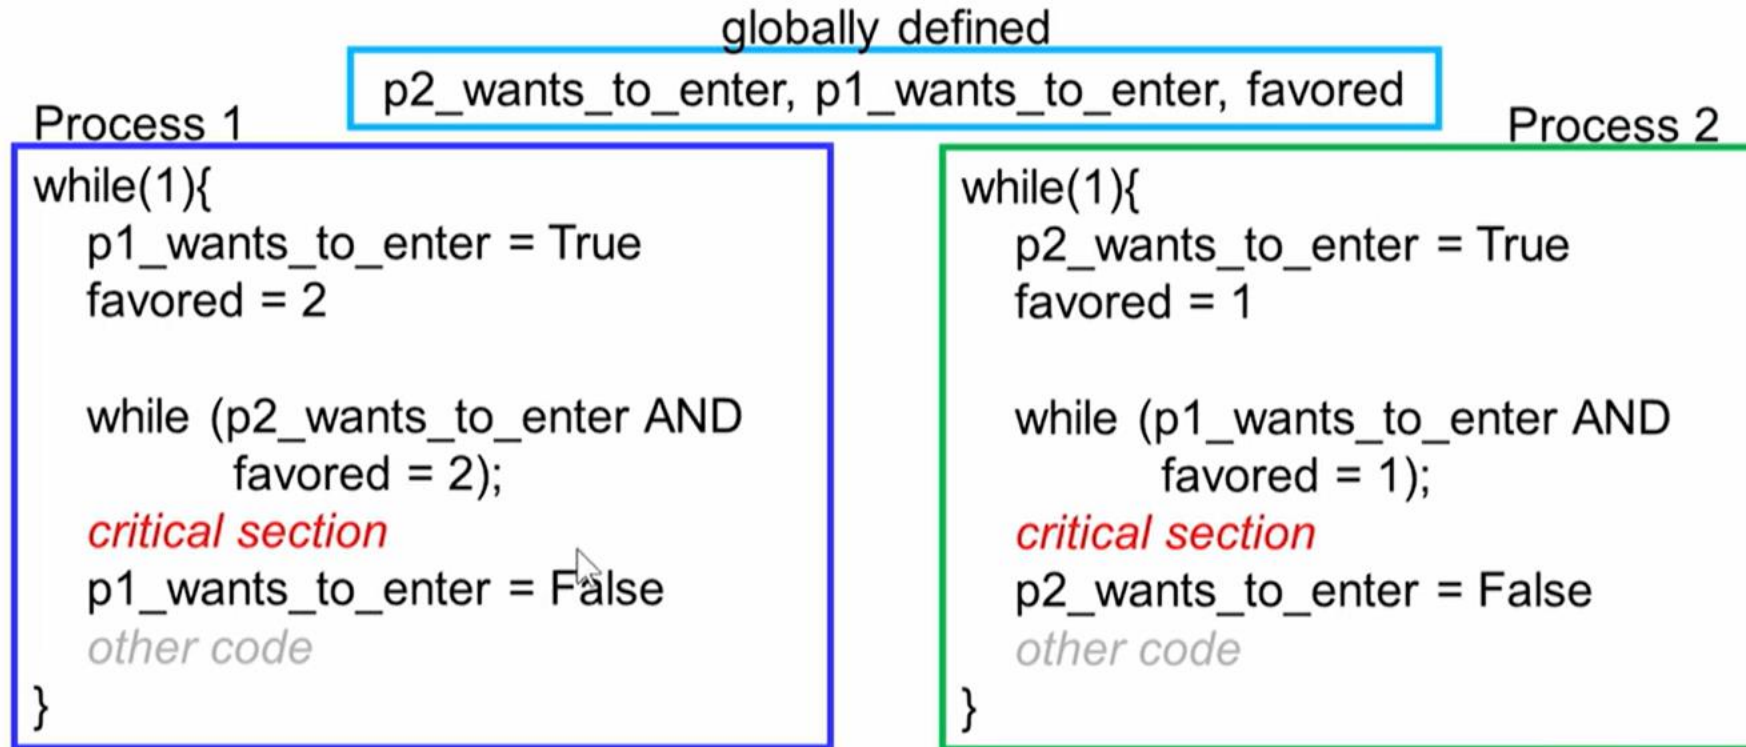 globally defined
p2_wants_to_enter, p1_wants_to_enter, favored
Process 1
while(1){
p1_wants_to_enter = True
favored = 2
while (p2_wants_to_enter AND
favored = 2);
critical section
p1_wants_to_enter = False
other code
}
Process 2
while(1){
p2_wants_to_enter = True
favored = 1
while (p1_wants_to_enter AND
favored = 1);
critical section
p2_wants_to_enter = False
other code
}